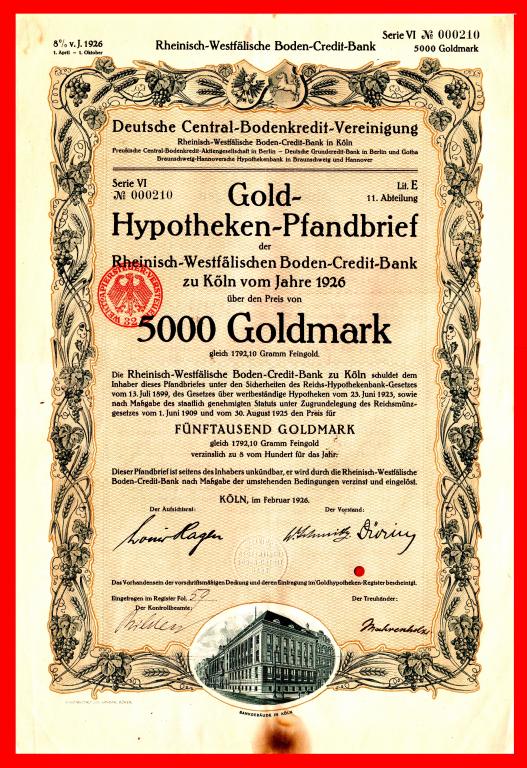 8% v. J. 1926
1. April – 1. Oktober
Rheinisch-Westfälische Boden-Credit-Bank
Serie VI № 000210
5000 Goldmark
Deutsche Central-Bodenkredit-Vereinigung
Rheinisch-Westfälische Boden-Credit-Bank in Köln
Preußische Central-Bodenkredit-Aktiengesellschaft in Berlin – Deutsche Grundcredit-Bank in Berlin und Gotha
Braunschweig-Hannoversche Hypothekenbank in Braunschweig und Hannover
Serie VI
№ 000210
Lit. E
11. Abteilung
Gold-
Hypotheken-Pfandbrief
der
Rheinisch-Westfälischen Boden-Credit-Bank
zu Köln vom Jahre 1926
über den Preis von
5000 Goldmark
gleich 1792,10 Gramm Feingold.
WERTPAPIERSTEUER VERSTEUERT
32
Die Rheinisch-Westfälische Boden-Credit-Bank zu Köln schuldet dem
Inhaber dieses Pfandbriefes unter den Sicherheiten des Reichs-Hypothekenbank-Gesetzes
vom 13. Juli 1899, des Gesetzes über wertbeständige Hypotheken vom 23. Juni 1923, sowie
nach Maßgabe des staatlich genehmigten Statuts unter Zugrundelegung des Reichsmünz-
gesetzes vom 1. Juni 1909 und vom 30. August 1925 den Preis für
FÜNFTAUSEND GOLDMARK
gleich 1792,10 Gramm Feingold
verzinslich zu 8 vom Hundert für das Jahr.
Dieser Pfandbrief ist seitens des Inhabers unkündbar, er wird durch die Rheinisch-Westfälische
Boden-Credit-Bank nach Maßgabe der umstehenden Bedingungen verzinst und eingelöst.
KÖLN, im Februar 1926.
Der Aufsichtsrat:
Der Vorstand:
Louis Hagen
W. Schmitz
Das Vorhandensein der vorschriftsmäßigen Deckung und deren Eintragung im Goldhypotheken-Register bescheinigt.
Eingetragen im Register Fol.
Der Kontrollbeamte:
Der Treuhänder:
BANKGEBÄUDE IN KÖLN